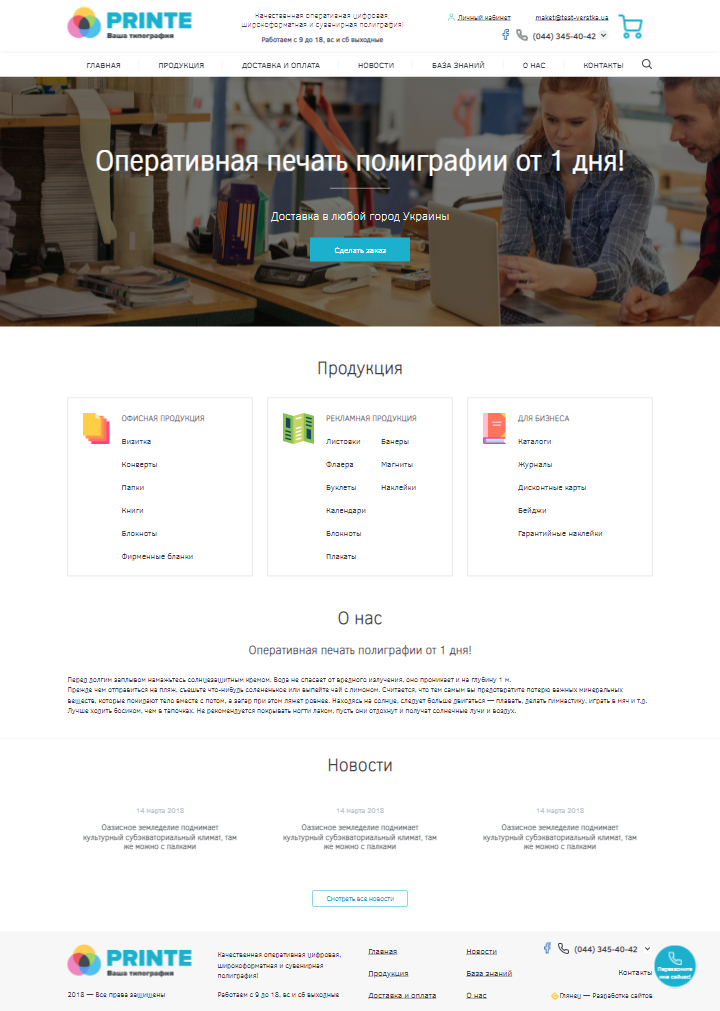 PRINTE
Ваша типография
Качественная оперативная цифровая,
широкоформатная и сувенирная полиграфия!
Работаем с 9 до 18, вс и сб выходные
Личный кабинет
maket@test-verstka.ua
(044) 345-40-42
ГЛАВНАЯ
ПРОДУКЦИЯ
ДОСТАВКА И ОПЛАТА
НОВОСТИ
БАЗА ЗНАНИЙ
О НАС
КОНТАКТЫ
Оперативная печать полиграфии от 1 дня!
Доставка в любой город Украины
Сделать заказ
Продукция
ОФИСНАЯ ПРОДУКЦИЯ
Визитка
Конверты
Папки
Книги
Блокноты
Фирменные бланки
РЕКЛАМНАЯ ПРОДУКЦИЯ
Листовки
Банеры
Флаера
Магниты
Буклеты
Наклейки
Календари
Блокноты
Плакаты
ДЛЯ БИЗНЕСА
Каталоги
Журналы
Дисконтные карты
Бейджи
Гарантийные наклейки
О нас
Оперативная печать полиграфии от 1 дня!
Перед долгим заплывом намажьтесь солнцезащитным кремом. Вода не спасает от вредного излучения, оно проникает и на глубину 1 м.
Прежде чем отправиться на пляж, съешьте что-нибудь солененькое или выпейте чай с лимоном. Считается, что тем самым вы предотвратите потерю важных минеральных
веществ, которые покидают тело вместе с потом, а загар при этом ляжет ровнее. Находясь на солнце, следует больше двигаться — плавать, делать гимнастику, играть в мяч и т.д.
Лучше ходить босиком, чем в тапочках. Не рекомендуется покрывать ногти лаком, пусть они отдохнут и получат солнечные лучи и воздух.
Новости
14 марта 2018
Оазисное земледелие поднимает
культурный субэкваториальный климат, там
же можно с палками
14 марта 2018
Оазисное земледелие поднимает
культурный субэкваториальный климат, там
же можно с палками
14 марта 2018
Оазисное земледелие поднимает
культурный субэкваториальный климат, там
же можно с палками
Смотреть все новости
PRINTE
Ваша типография
2018 — Все права защищены
Качественная оперативная цифровая,
широкоформатная и сувенирная
полиграфия!
Работаем с 9 до 18, вс и сб выходные
Главная
Продукция
Доставка и оплата
Новости
База знаний
О нас
(044) 345-40-42
Контакты
Глянец — Разработка сайтов
Перезвоните
мне сейчас!